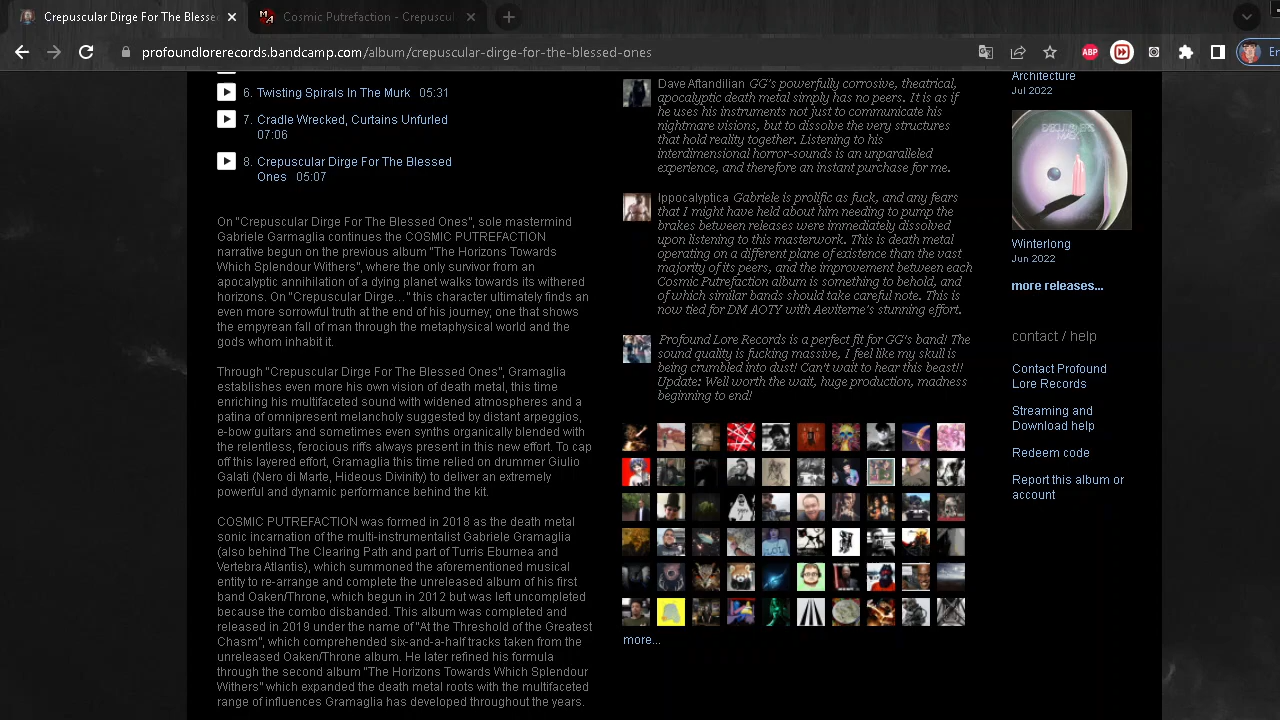 Crepuscular Dirge For The Blesse
Cosmic Putrefaction - Crepuscul
profoundlorerecords.bandcamp.com/album/crepuscular-dirge-for-the-blessed-ones
ABP
En
6. Twisting Spirals In The Murk 05:31
7. Cradle Wrecked, Curtains Unfurled
07:06
8. Crepuscular Dirge For The Blessed
Ones 05:07
On "Crepuscular Dirge For The Blessed Ones", sole mastermind
Gabriele Garmaglia continues the COSMIC PUTREFACTION
narrative begun on the previous album "The Horizons Towards
Which Splendour Withers", where the only survivor from an
apocalyptic annihilation of a dying planet walks towards its withered
horizons. On "Crepuscular Dirge…" this character ultimately finds an
even more sorrowful truth at the end of his journey; one that shows
the empyrean fall of man through the metaphysical world and the
gods whom inhabit it.
Through "Crepuscular Dirge For The Blessed Ones", Gramaglia
establishes even more his own vision of death metal, this time
enriching his multifaceted sound with widened atmospheres and a
patina of omnipresent melancholy suggested by distant arpeggios,
e-bow guitars and sometimes even synths organically blended with
the relentless, ferocious riffs always present in this new effort. To cap
off this layered effort, Gramaglia this time relied on drummer Giulio
Galati (Nero di Marte, Hideous Divinity) to deliver an extremely
powerful and dynamic performance behind the kit.
COSMIC PUTREFACTION was formed in 2018 as the death metal
sonic incarnation of the multi-instrumentalist Gabriele Gramaglia
(also behind The Clearing Path and part of Turris Eburnea and
Vertebra Atlantis), which summoned the aforementioned musical
entity to re-arrange and complete the unreleased album of his first
band Oaken/Throne, which begun in 2012 but was left uncompleted
because the combo disbanded. This album was completed and
released in 2019 under the name of "At the Threshold of the Greatest
Chasm", which comprehended six-and-a-half tracks taken from the
unreleased Oaken/Throne album. He later refined his formula
through the second album "The Horizons Towards Which Splendour
Withers" which expanded the death metal roots with the multifaceted
range of influences Gramaglia has developed throughout the years.
Dave Aftandilian GG's powerfully corrosive, theatrical,
apocalyptic death metal simply has no peers. It is as if
he uses his instruments not just to communicate his
nightmare visions, but to dissolve the very structures
that hold reality together. Listening to his
interdimensional horror-sounds is an unparalleled
experience, and therefore an instant purchase for me.
Ippocalyptica Gabriele is prolific as fuck, and any fears
that I might have held about him needing to pump the
brakes between releases were immediately dissolved
upon listening to this masterwork. This is death metal
operating on a different plane of existence than the vast
majority of its peers, and the improvement between each
Cosmic Putrefaction album is something to behold, and
of which similar bands should take careful note. This is
now tied for DM AOTY with Aeviterne's stunning effort.
Profound Lore Records is a perfect fit for GG's band! The
sound quality is fucking massive, I feel like my skull is
being crumbled into dust! Can't wait to hear this beast!!
Update: Well worth the wait, huge production, madness
beginning to end!
more...
Architecture
Jul 2022
Winterlong
Jun 2022
more releases...
contact / help
Contact Profound
Lore Records
Streaming and
Download help
Redeem code
Report this album or
account